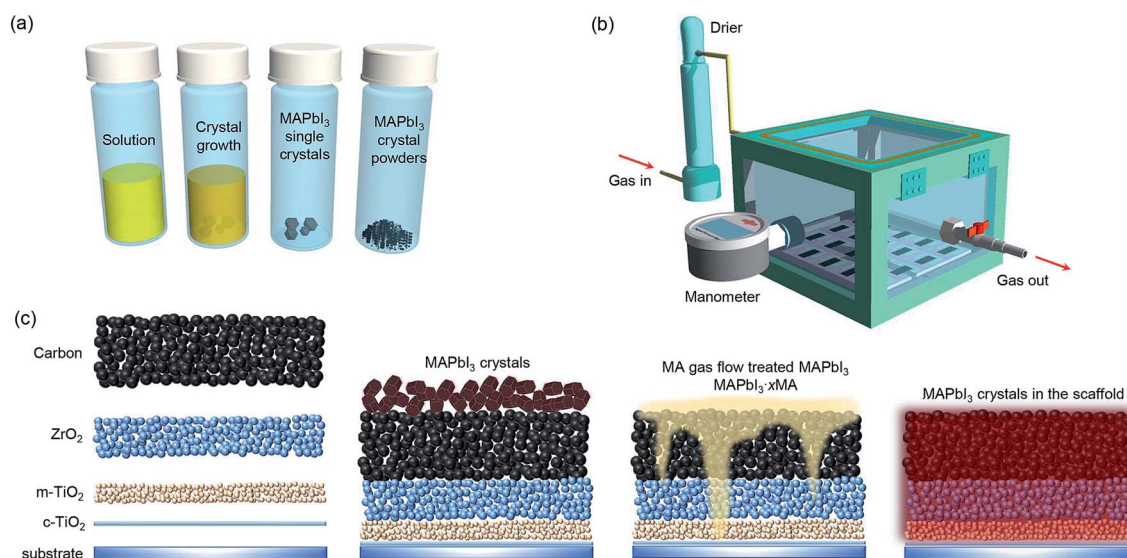 (a)
Solution
Crystal
growth
MAPbI₃
single
crystals
MAPbI₃
crystal
powders
(b)
Drier
Gas in
Manometer
Gas out
(c)
Carbon
ZrO₂
m-TiO₂
c-TiO₂
substrate
MAPbI₃ crystals
MA gas flow treated MAPbI₃
MAPbI₃·xMA
MAPbI₃ crystals in the scaffold